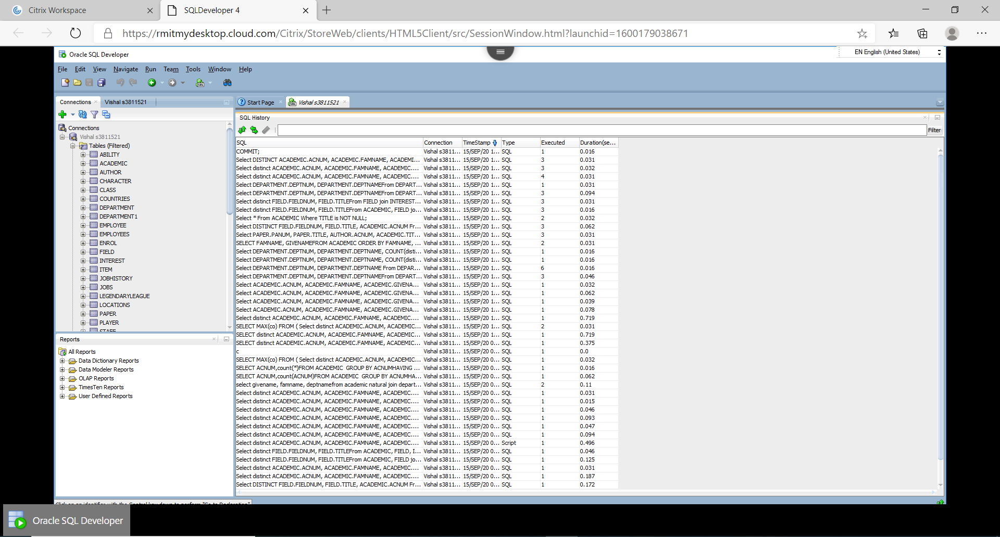 Citrix Workspace
SQLDeveloper 4
https://rmitmydesktop.cloud.com/Citrix/StoreWeb/clients/HTML5Client/src/SessionWindow.html?launchid=1600179038671
Oracle SQL Developer
EN English (United States)
File Edit View Navigate Run Team Tools Window Help
Connections
Vishal s3811521
Start Page
Vishal s3811521
Connections
Vishal s3811521
Tables (Filtered)
ABILITY
ACADEMIC
AUTHOR
CHARACTER
CLASS
COUNTRIES
DEPARTMENT
DEPARTMENT1
EMPLOYEE
EMPLOYEES
ENROL
FIELD
INTEREST
ITEM
JOBHISTORY
JOBS
LEGENDARYLEAGUE
LOCATIONS
PAPER
PLAYER
Reports
All Reports
Data Dictionary Reports
Data Modeler Reports
OLAP Reports
TimesTen Reports
User Defined Reports
SQL History
Filter
SQL Connection TimeStamp Type Executed Duration(se...
COMMIT; Vishal s3811... 15/SEP/20 1... SQL 1 0.016
Select DISTINCT ACADEMIC.ACNUM, ACADEMIC.FAMNAME, ACADEMI... Vishal s3811... 15/SEP/20 1... SQL 3 0.031
Select distinct ACADEMIC.ACNUM, ACADEMIC.FAMNAME, ACADEMIC.... Vishal s3811... 15/SEP/20 1... SQL 3 0.032
Select distinct ACADEMIC.ACNUM, ACADEMIC.FAMNAME, ACADEMIC.... Vishal s3811... 15/SEP/20 1... SQL 4 0.031
Select DEPARTMENT.DEPTNUM, DEPARTMENT.DEPTNAMEFrom DEPART... Vishal s3811... 15/SEP/20 1... SQL 1 0.031
Select DEPARTMENT.DEPTNUM, DEPARTMENT.DEPTNAMEFrom DEPART... Vishal s3811... 15/SEP/20 1... SQL 3 0.094
Select distinct FIELD.FIELDNUM, FIELD.TITLEFrom FIELD join INTEREST... Vishal s3811... 15/SEP/20 1... SQL 3 0.031
Select distinct FIELD.FIELDNUM, FIELD.TITLEFrom ACADEMIC, FIELD jo... Vishal s3811... 15/SEP/20 1... SQL 3 0.016
Select * From ACADEMIC Where TITLE is NOT NULL; Vishal s3811... 15/SEP/20 1... SQL 2 0.032
Select DISTINCT FIELD.FIELDNUM, FIELD.TITLE, ACADEMIC.ACNUM Fr... Vishal s3811... 15/SEP/20 1... SQL 3 0.062
Select PAPER.PANUM, PAPER.TITLE, AUTHOR.ACNUM, ACADEMIC.TIT... Vishal s3811... 15/SEP/20 1... SQL 3 0.031
SELECT FAMNAME, GIVENAMEFROM ACADEMIC ORDER BY FAMNAME, ... Vishal s3811... 15/SEP/20 1... SQL 2 0.031
Select DEPARTMENT.DEPTNUM, DEPARTMENT.DEPTNAME, COUNT(disti... Vishal s3811... 15/SEP/20 1... SQL 1 0.016
Select DEPARTMENT.DEPTNUM, DEPARTMENT.DEPTNAME, COUNT(disti... Vishal s3811... 15/SEP/20 1... SQL 1 0.016
Select DEPARTMENT.DEPTNUM, DEPARTMENT.DEPTNAME From DEPAR... Vishal s3811... 15/SEP/20 1... SQL 6 0.016
Select DEPARTMENT.DEPTNUM, DEPARTMENT.DEPTNAMEFrom DEPART... Vishal s3811... 15/SEP/20 1... SQL 3 0.046
Select ACADEMIC.ACNUM, ACADEMIC.FAMNAME, ACADEMIC.GIVENA... Vishal s3811... 15/SEP/20 1... SQL 1 0.032
Select ACADEMIC.ACNUM, ACADEMIC.FAMNAME, ACADEMIC.GIVENA... Vishal s3811... 15/SEP/20 1... SQL 1 0.062
Select ACADEMIC.ACNUM, ACADEMIC.FAMNAME, ACADEMIC.GIVENA... Vishal s3811... 15/SEP/20 1... SQL 1 0.039
Select ACADEMIC.ACNUM, ACADEMIC.FAMNAME, ACADEMIC.GIVENA... Vishal s3811... 15/SEP/20 1... SQL 1 0.078
Select distinct ACADEMIC.ACNUM, ACADEMIC.FAMNAME, ACADEMIC.... Vishal s3811... 15/SEP/20 1... SQL 1 0.719
SELECT MAX(co) FROM ( Select distinct ACADEMIC.ACNUM, ACADEMIC... Vishal s3811... 15/SEP/20 1... SQL 2 0.031
SELECT distinct ACADEMIC.ACNUM, ACADEMIC.FAMNAME, ACADEMIC... Vishal s3811... 15/SEP/20 1... SQL 1 0.719
SELECT distinct ACADEMIC.ACNUM, ACADEMIC.FAMNAME, ACADEMIC... Vishal s3811... 15/SEP/20 0... SQL 1 0.375
c Vishal s3811... 15/SEP/20 0... SQL 1 0.0
SELECT MAX(co) FROM ( Select distinct ACADEMIC.ACNUM, ACADEMIC... Vishal s3811... 15/SEP/20 0... SQL 1 0.032
SELECT ACNUM,count(*)FROM ACADEMIC GROUP BY ACNUMHAVING ... Vishal s3811... 15/SEP/20 0... SQL 1 0.016
SELECT ACNUM,count(ACNUM)FROM ACADEMIC GROUP BY ACNUMHA... Vishal s3811... 15/SEP/20 0... SQL 1 0.062
select givename, famname, deptnamefrom academic natural join depart... Vishal s3811... 15/SEP/20 0... SQL 2 0.11
Select distinct ACADEMIC.ACNUM, ACADEMIC.FAMNAME, ACADEMIC.... Vishal s3811... 15/SEP/20 0... SQL 1 0.031
Select distinct ACADEMIC.ACNUM, ACADEMIC.FAMNAME, ACADEMIC.... Vishal s3811... 15/SEP/20 0... SQL 1 0.015
Select distinct ACADEMIC.ACNUM, ACADEMIC.FAMNAME, ACADEMIC.... Vishal s3811... 15/SEP/20 0... SQL 1 0.046
Select distinct ACADEMIC.ACNUM, ACADEMIC.FAMNAME, ACADEMIC.... Vishal s3811... 15/SEP/20 0... SQL 1 0.093
Select distinct ACADEMIC.ACNUM, ACADEMIC.FAMNAME, ACADEMIC.... Vishal s3811... 15/SEP/20 0... SQL 1 0.047
Select distinct ACADEMIC.ACNUM, ACADEMIC.FAMNAME, ACADEMIC.... Vishal s3811... 15/SEP/20 0... SQL 1 0.094
Select distinct ACADEMIC.ACNUM, ACADEMIC.FAMNAME, ACADEMIC.... Vishal s3811... 15/SEP/20 0... Script 1 0.496
Select distinct FIELD.FIELDNUM, FIELD.TITLEFrom ACADEMIC, FIELD, I... Vishal s3811... 15/SEP/20 0... SQL 1 0.046
Select distinct FIELD.FIELDNUM, FIELD.TITLEFrom ACADEMIC, FIELD jo... Vishal s3811... 15/SEP/20 0... SQL 1 0.125
Select distinct ACADEMIC.ACNUM, ACADEMIC.FAMNAME, ACADEMIC.... Vishal s3811... 15/SEP/20 0... SQL 1 0.031
Select distinct ACADEMIC.ACNUM, ACADEMIC.FAMNAME, ACADEMIC.... Vishal s3811... 15/SEP/20 0... SQL 1 0.187
Select DISTINCT FIELD.FIELDNUM, FIELD.TITLE, ACADEMIC.ACNUM Fr... Vishal s3811... 15/SEP/20 0... SQL 1 0.172
Oracle SQL Developer